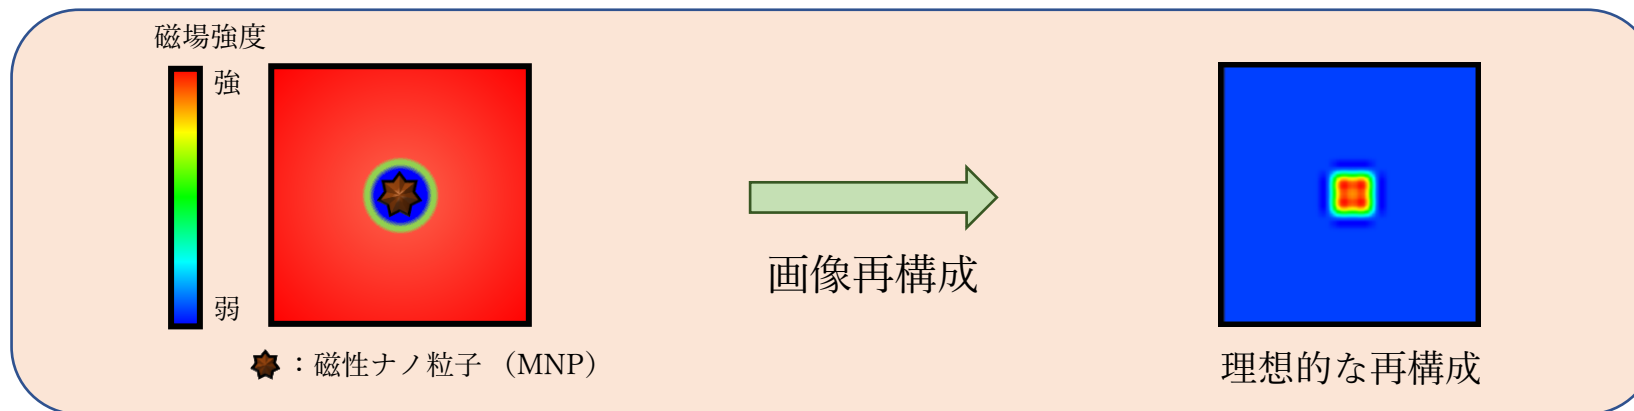 磁場強度
強
弱
：磁性ナノ粒子 （MNP）
画像再構成
理想的な再構成